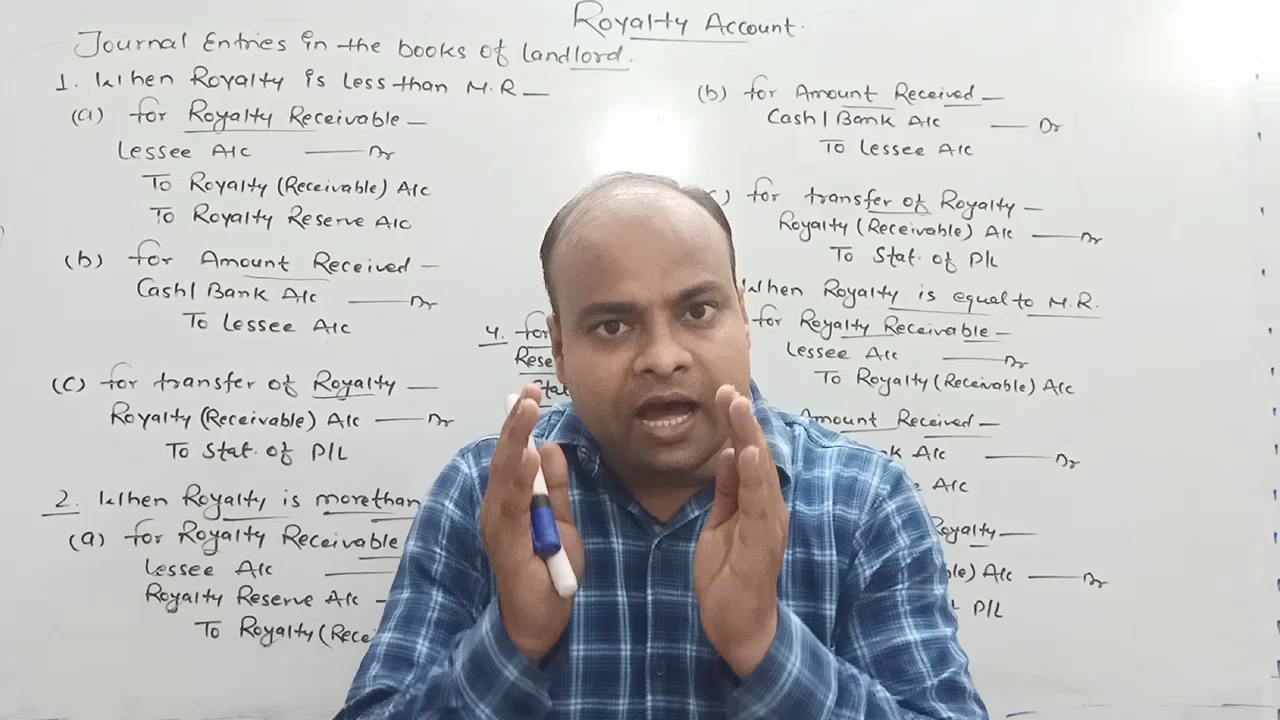 Royalty Account.
Journal Entries in the books of landlord.
1. When Royalty is less than M.R —
(a) for Royalty Receivable —
Lessee A/c —— Dr
To Royalty (Receivable) A/c
To Royalty Reserve A/c
(b) for Amount Received —
Cash/ Bank A/c —— Dr
To Lessee A/c
(c) for transfer of Royalty —
Royalty (Receivable) A/c —— Dr
To Stat. of P/L
2. When Royalty is more than
(a) for Royalty Receivable
Lessee A/c ——
Royalty Reserve A/c —
To Royalty (Rece
(b) for Amount Received —
Cash/ Bank A/c —— Dr
To Lessee A/c
c) for transfer of Royalty —
Royalty (Receivable) A/c —— Dr
To Stat. of P/L
When Royalty is equal to M.R.
for Royalty Receivable —
Lessee A/c —— Dr
To Royalty (Receivable) A/c
Amount Received —
k A/c —— Dr
A/c
Royalty —
ble) A/c —— Dr
P/L
4. for
Rese
Stat